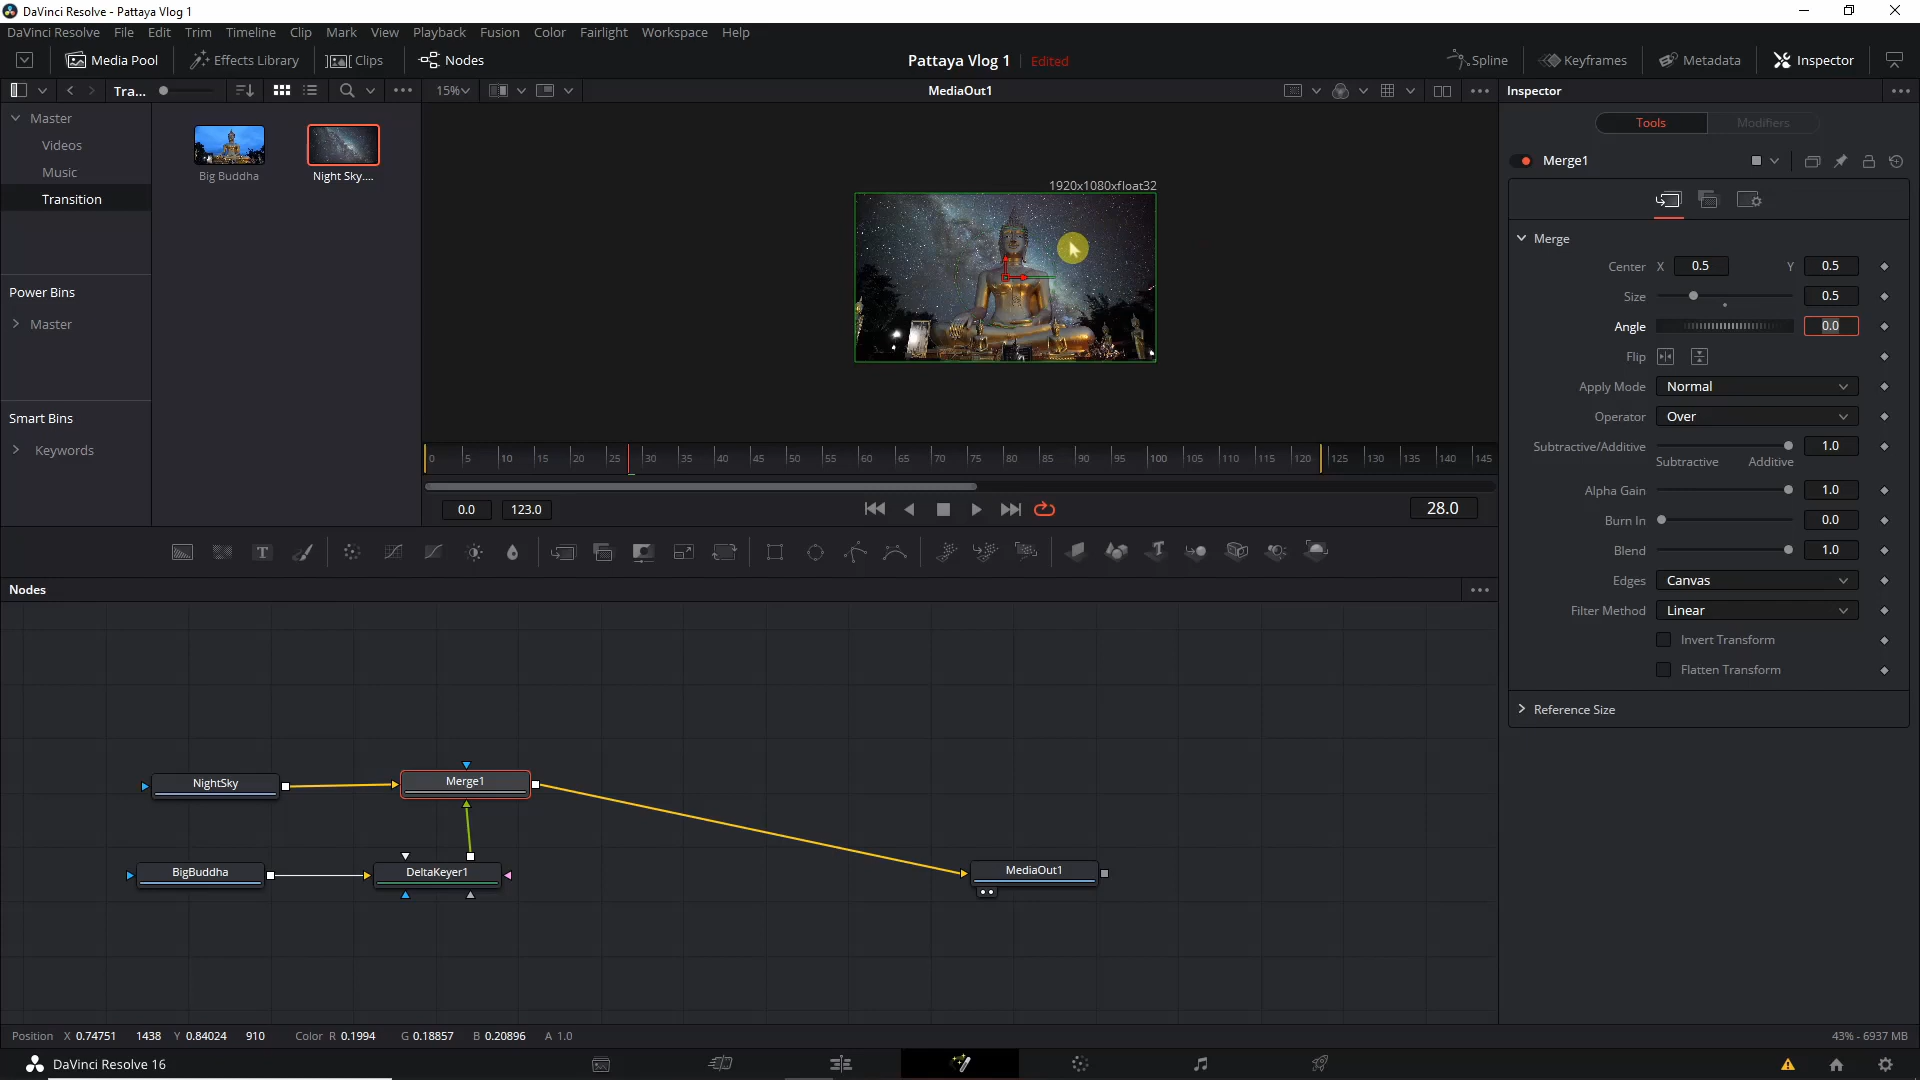 DaVinci Resolve - Pattaya Vlog 1
DaVinci Resolve File Edit Trim Timeline Clip Mark View Playback Fusion Color Fairlight Workspace Help
Media Pool Effects Library Clips Nodes Pattaya Vlog 1 Edited Spline Keyframes Metadata Inspector
Tra... 15% MediaOut1 Inspector
Master
Videos
Music
Transition
Power Bins
Master
Smart Bins
Keywords
Big Buddha
Night Sky....
1920x1080xfloat32
0 5 10 15 20 25 30 35 40 45 50 55 60 65 70 75 80 85 90 95 100 105 110 115 120 125 130 135 140 145
0.0 123.0 28.0
T
Nodes
NightSky
Merge1
BigBuddha
DeltaKeyer1
MediaOut1
Tools Modifiers
Merge1
Merge
Center X 0.5 Y 0.5
Size 0.5
Angle 0.0
Flip
Apply Mode Normal
Operator Over
Subtractive/Additive 1.0
Subtractive Additive
Alpha Gain 1.0
Burn In 0.0
Blend 1.0
Edges Canvas
Filter Method Linear
Invert Transform
Flatten Transform
Reference Size
Position X 0.74751 1438 Y 0.84024 910 Color R 0.1994 G 0.18857 B 0.20896 A 1.0
43% - 6937 MB
DaVinci Resolve 16